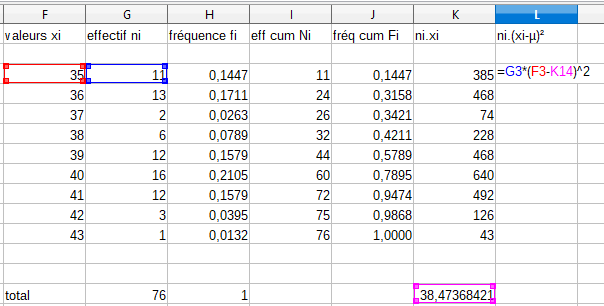 F G H I J K L
valeurs xi effectif ni fréquence fi eff cum Ni fréq cum Fi ni.xi ni.(xi-µ)²
35 11 0,1447 11 0,1447 385 =G3*(F3-K14)^2
36 13 0,1711 24 0,3158 468
37 2 0,0263 26 0,3421 74
38 6 0,0789 32 0,4211 228
39 12 0,1579 44 0,5789 468
40 16 0,2105 60 0,7895 640
41 12 0,1579 72 0,9474 492
42 3 0,0395 75 0,9868 126
43 1 0,0132 76 1,0000 43
total 76 1 38,47368421